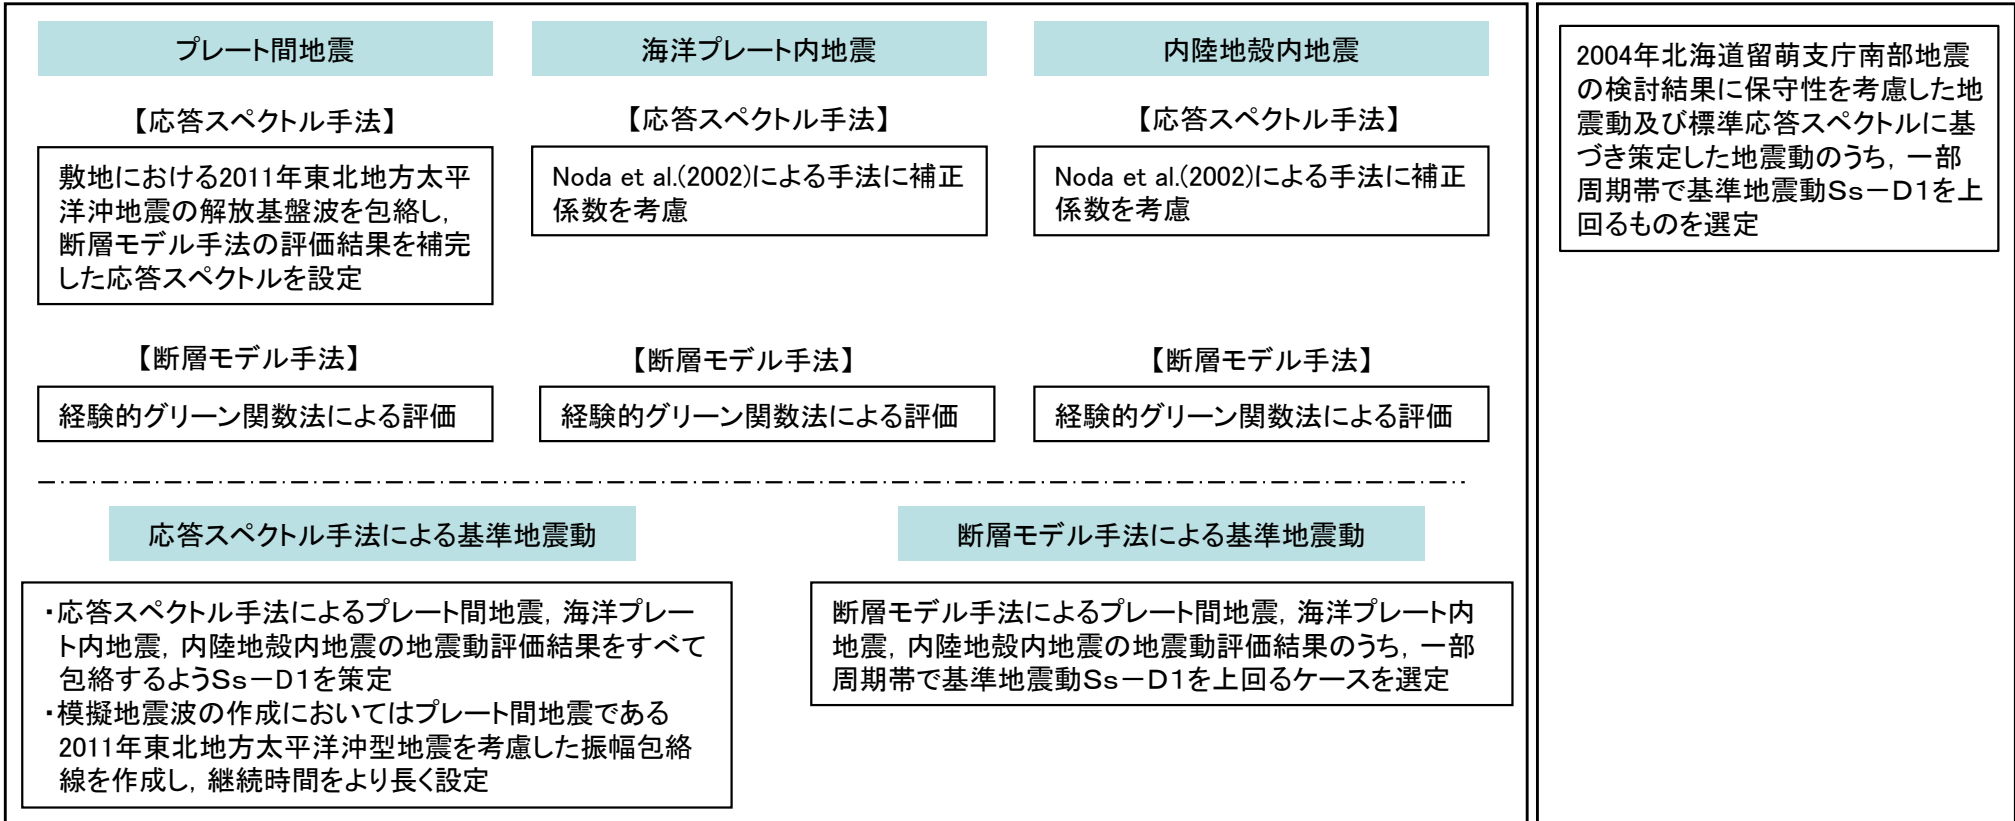 プレート間地震
海洋プレート内地震
内陸地殻内地震
【応答スペクトル手法】
【応答スペクトル手法】
【応答スペクトル手法】
敷地における2011年東北地方太平
洋沖地震の解放基盤波を包絡し，
断層モデル手法の評価結果を補完
した応答スペクトルを設定
Noda et al.(2002)による手法に補正
係数を考慮
Noda et al.(2002)による手法に補正
係数を考慮
【断層モデル手法】
【断層モデル手法】
【断層モデル手法】
経験的グリーン関数法による評価
経験的グリーン関数法による評価
経験的グリーン関数法による評価
応答スペクトル手法による基準地震動
・応答スペクトル手法によるプレート間地震，海洋プレー
ト内地震，内陸地殻内地震の地震動評価結果をすべて
包絡するようＳｓ－Ｄ１を策定
・模擬地震波の作成においてはプレート間地震である
2011年東北地方太平洋沖型地震を考慮した振幅包絡
線を作成し，継続時間をより長く設定
断層モデル手法による基準地震動
断層モデル手法によるプレート間地震，海洋プレート内
地震，内陸地殻内地震の地震動評価結果のうち，一部
周期帯で基準地震動Ｓｓ－Ｄ１を上回るケースを選定
2004年北海道留萌支庁南部地震
の検討結果に保守性を考慮した地
震動及び標準応答スペクトルに基
づき策定した地震動のうち，一部
周期帯で基準地震動Ｓｓ－Ｄ１を上
回るものを選定